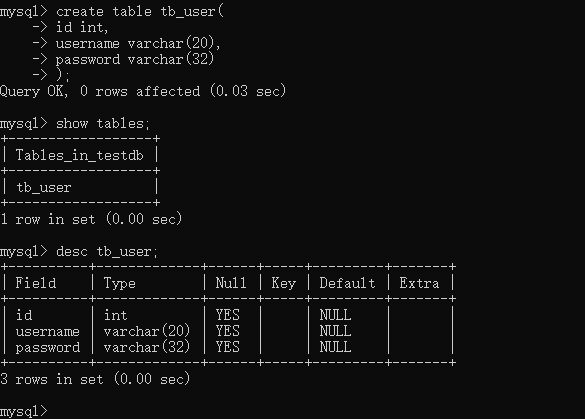 mysql> create table tb_user(
    -> id int,
    -> username varchar(20),
    -> password varchar(32)
    -> );
Query OK, 0 rows affected (0.03 sec)

mysql> show tables;
+------------------+
| Tables_in_testdb |
+------------------+
| tb_user          |
+------------------+
1 row in set (0.00 sec)

mysql> desc tb_user;
+----------+-------------+------+-----+---------+-------+
| Field    | Type        | Null | Key | Default | Extra |
+----------+-------------+------+-----+---------+-------+
| id       | int         | YES  |     | NULL    |       |
| username | varchar(20) | YES  |     | NULL    |       |
| password | varchar(32) | YES  |     | NULL    |       |
+----------+-------------+------+-----+---------+-------+
3 rows in set (0.00 sec)

mysql>